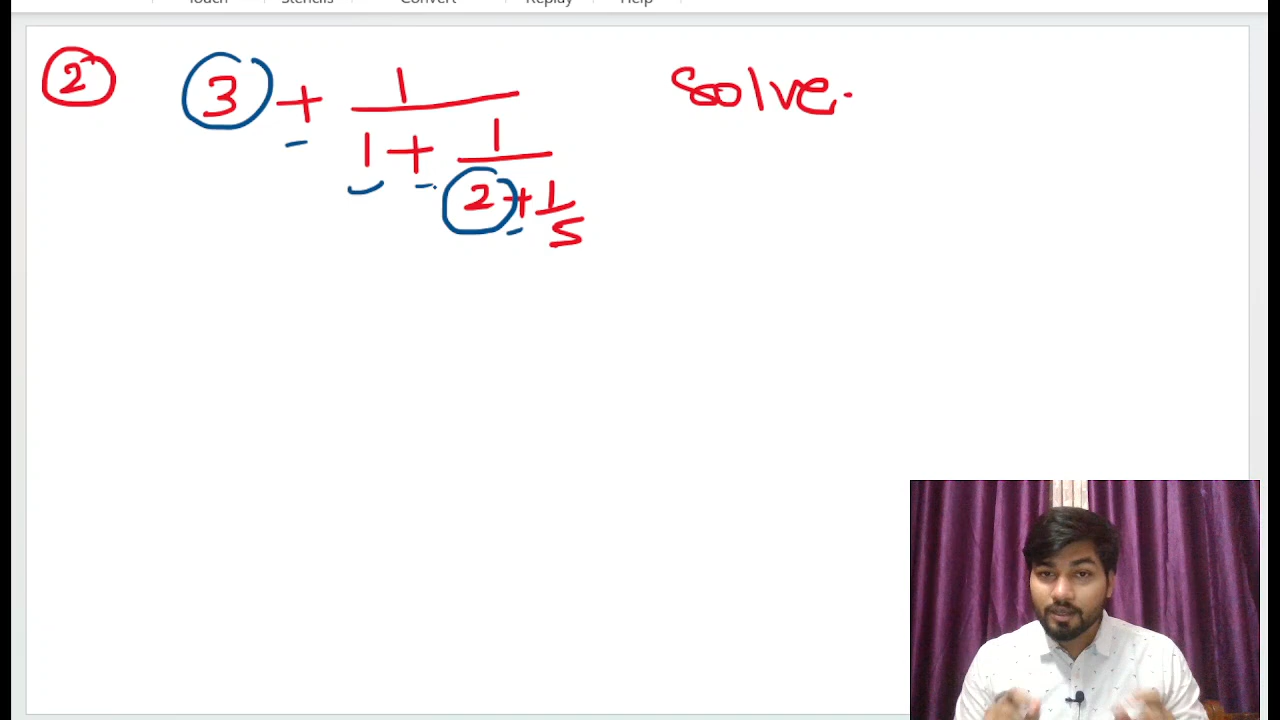 Touch Stencils Convert Replay Help
2 3 + 1 Solve.
1 + 1
2 + 1
5